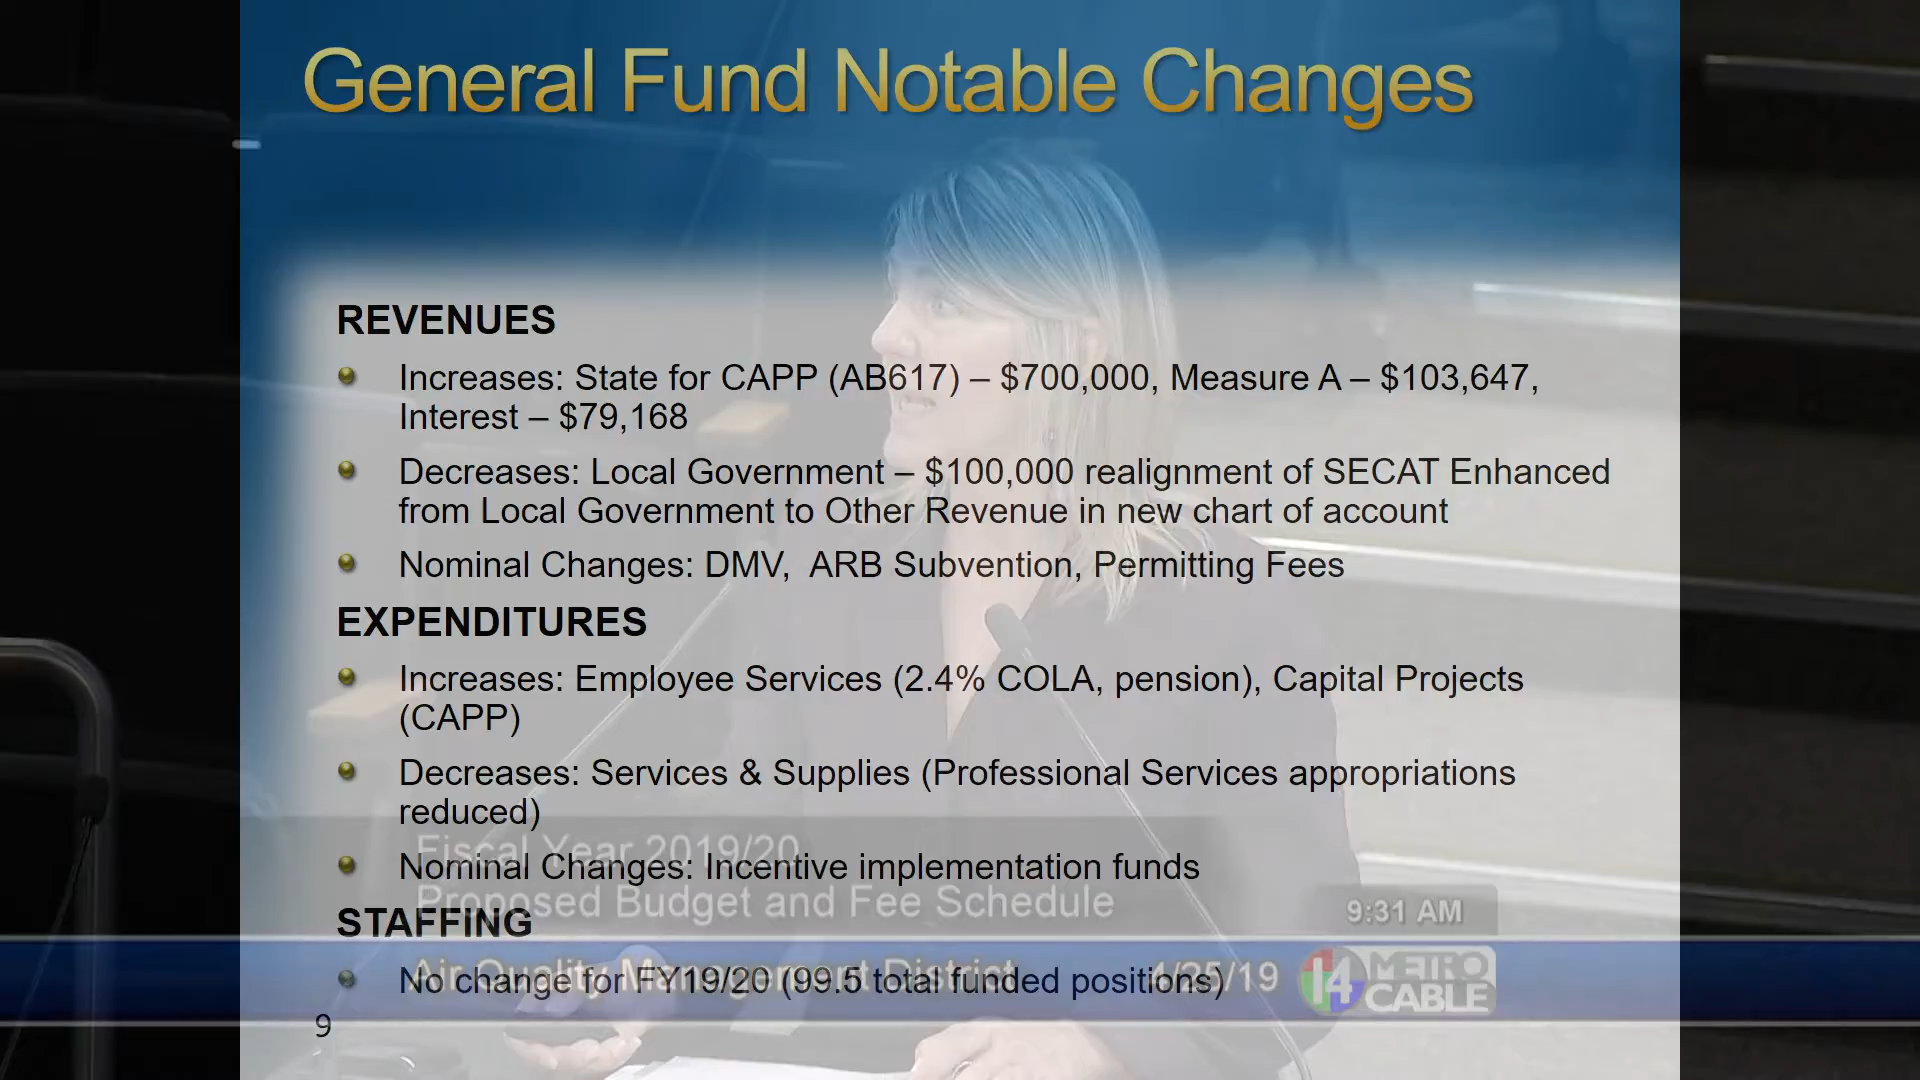 General Fund Notable Changes
REVENUES
Increases: State for CAPP (AB617) – $700,000, Measure A – $103,647,
Interest – $79,168
Decreases: Local Government – $100,000 realignment of SECAT Enhanced
from Local Government to Other Revenue in new chart of account
Nominal Changes: DMV,  ARB Subvention, Permitting Fees
EXPENDITURES
Increases: Employee Services (2.4% COLA, pension), Capital Projects
(CAPP)
Decreases: Services & Supplies (Professional Services appropriations
reduced)
Fiscal Year 2019/20
Nominal Changes: Incentive implementation funds
Proposed Budget and Fee Schedule
9:31 AM
STAFFING
Air Quality Management District 4/25/19
14 METRO
CABLE
No change for FY19/20 (99.5 total funded positions)
9